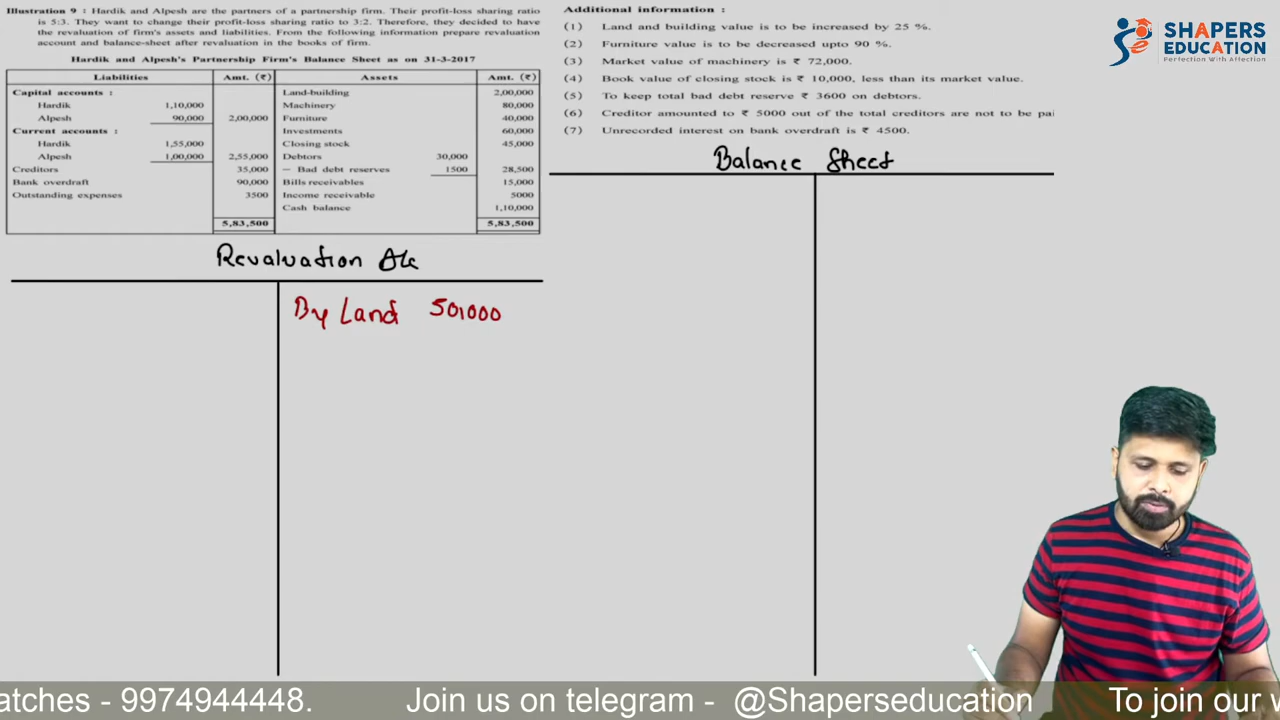 Illustration 9 : Hardik and Alpesh are the partners of a partnership firm. Their profit-loss sharing ratio
is 5:3. They want to change their profit-loss sharing ratio to 3:2. Therefore, they decided to have
the revaluation of firm's assets and liabilities. From the following information prepare revaluation
account and balance-sheet after revaluation in the books of firm.
Hardik and Alpesh's Partnership Firm's Balance Sheet as on 31-3-2017
Liabilities Amt. (₹) Assets Amt. (₹)
Capital accounts : Land-building 2,00,000
Hardik 1,10,000 Machinery 80,000
Alpesh 90,000 2,00,000 Furniture 40,000
Current accounts : Investments 60,000
Hardik 1,55,000 Closing stock 45,000
Alpesh 1,00,000 2,55,000 Debtors 30,000
Creditors 35,000 – Bad debt reserves 1500 28,500
Bank overdraft 90,000 Bills receivables 15,000
Outstanding expenses 3500 Income receivable 5000
Cash balance 1,10,000
5,83,500 5,83,500
Additional information :
(1) Land and building value is to be increased by 25 %.
(2) Furniture value is to be decreased upto 90 %.
(3) Market value of machinery is ₹ 72,000.
(4) Book value of closing stock is ₹ 10,000, less than its market value.
(5) To keep total bad debt reserve ₹ 3600 on debtors.
(6) Creditor amounted to ₹ 5000 out of the total creditors are not to be pai
(7) Unrecorded interest on bank overdraft is ₹ 4500.
Balance Sheet
Revaluation A/c
By Land 50,000
SHAPERS
EDUCATION
Perfection With Affection
atches - 9974944448. Join us on telegram - @Shaperseducation To join our w